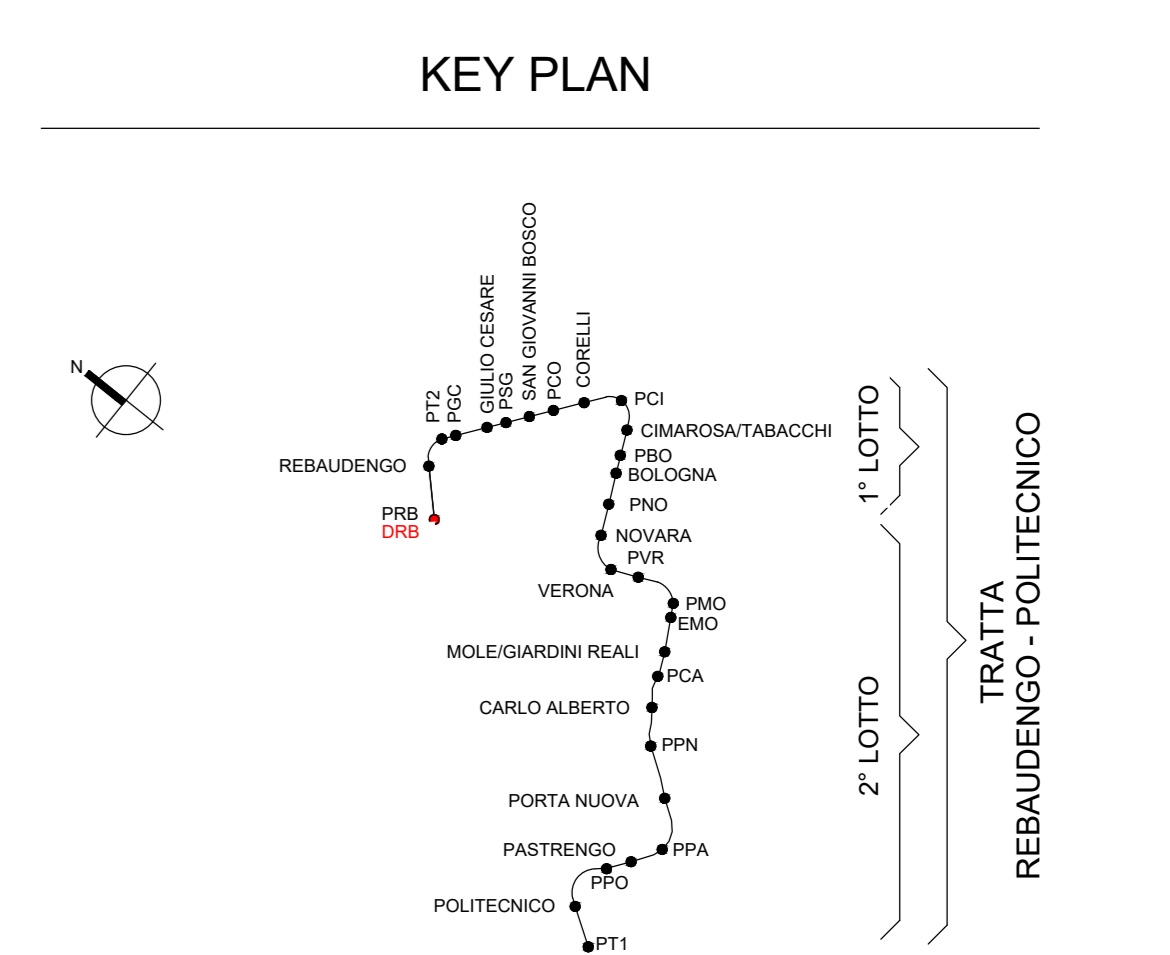 KEY PLAN
N
PT2
PGC
GIULIO CESARE
PSG
SAN GIOVANNI BOSCO
PCO
CORELLI
PCI
CIMAROSA/TABACCHI
REBAUDENGO
PBO
BOLOGNA
PRB
DRB
PNO
NOVARA
PVR
VERONA
PMO
EMO
MOLE/GIARDINI REALI
PCA
CARLO ALBERTO
PPN
PORTA NUOVA
PASTRENGO
PPA
PPO
POLITECNICO
PT1
1° LOTTO
2° LOTTO
TRATTA
REBAUDENGO - POLITECNICO